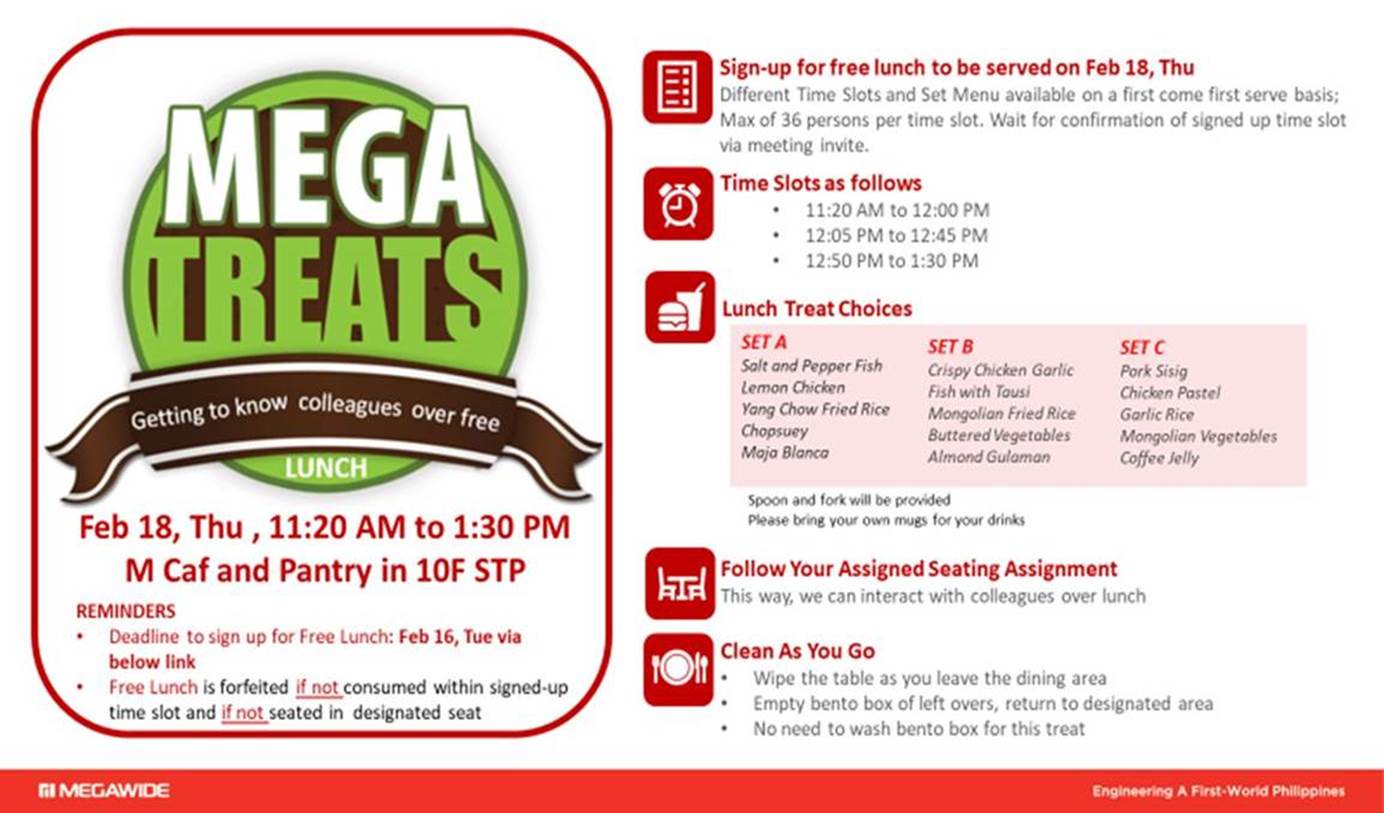 MEGA
TREATS
Getting to know colleagues over free
LUNCH
Feb 18, Thu , 11:20 AM to 1:30 PM
M Caf and Pantry in 10F STP
REMINDERS
• Deadline to sign up for Free Lunch: Feb 16, Tue via
below link
• Free Lunch is forfeited if not consumed within signed-up
time slot and if not seated in designated seat
Sign-up for free lunch to be served on Feb 18, Thu
Different Time Slots and Set Menu available on a first come first serve basis;
Max of 36 persons per time slot. Wait for confirmation of signed up time slot
via meeting invite.
Time Slots as follows
• 11:20 AM to 12:00 PM
• 12:05 PM to 12:45 PM
• 12:50 PM to 1:30 PM
Lunch Treat Choices
SET A
Salt and Pepper Fish
Lemon Chicken
Yang Chow Fried Rice
Chopsuey
Maja Blanca
SET B
Crispy Chicken Garlic
Fish with Tausi
Mongolian Fried Rice
Buttered Vegetables
Almond Gulaman
SET C
Pork Sisig
Chicken Pastel
Garlic Rice
Mongolian Vegetables
Coffee Jelly
Spoon and fork will be provided
Please bring your own mugs for your drinks
Follow Your Assigned Seating Assignment
This way, we can interact with colleagues over lunch
Clean As You Go
• Wipe the table as you leave the dining area
• Empty bento box of left overs, return to designated area
• No need to wash bento box for this treat
MEGAWIDE
Engineering A First-World Philippines